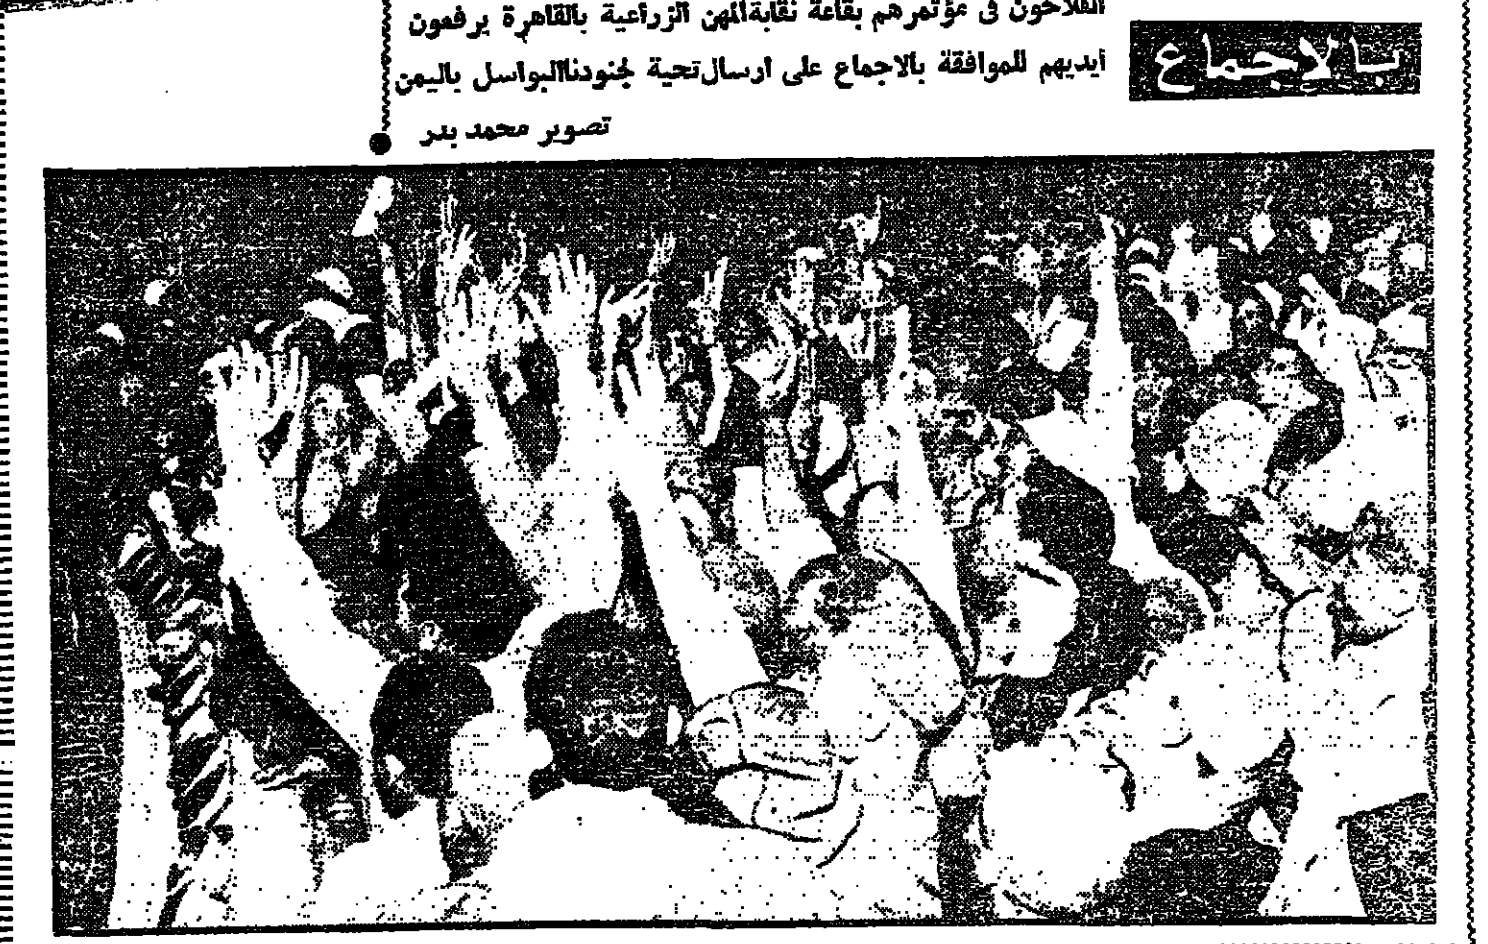 بالإجماع
الفلاحون فى مؤتمرهم بقاعة نقابة المهن الزراعية بالقاهرة يرفعون
أيديهم للموافقة بالاجماع على ارسال تحية لجنودنا البواسل باليمن
تصوير محمد بدر